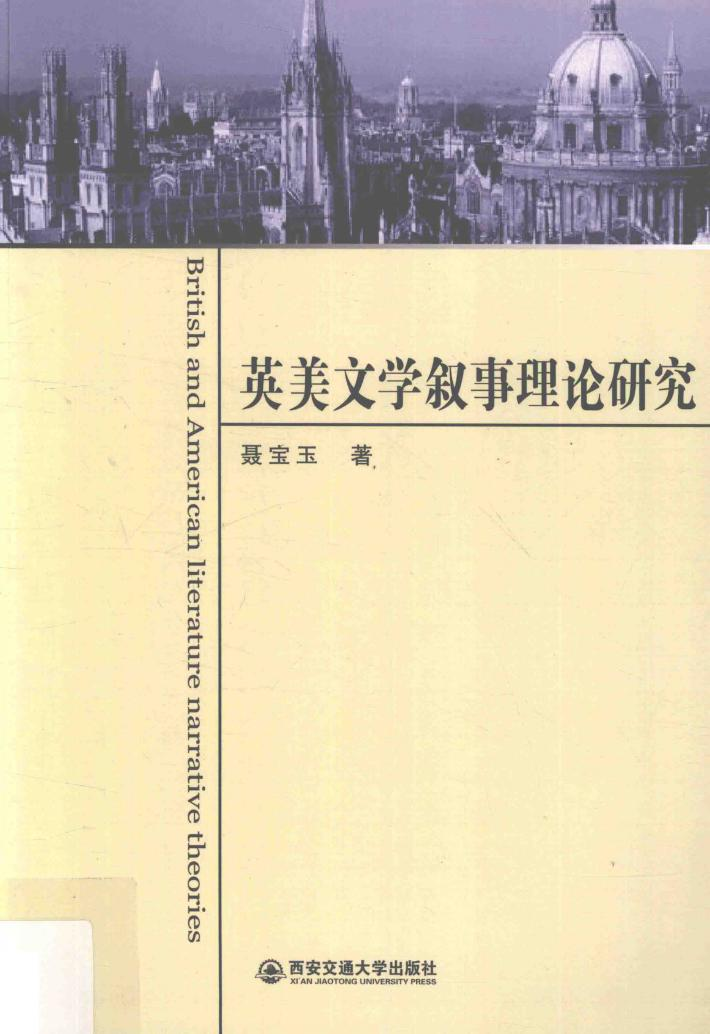 英美文学叙事理论研究
聂宝玉 著
British and American literature narrative theories
西安交通大学出版社
XI'AN JIAOTONG UNIVERSITY PRESS